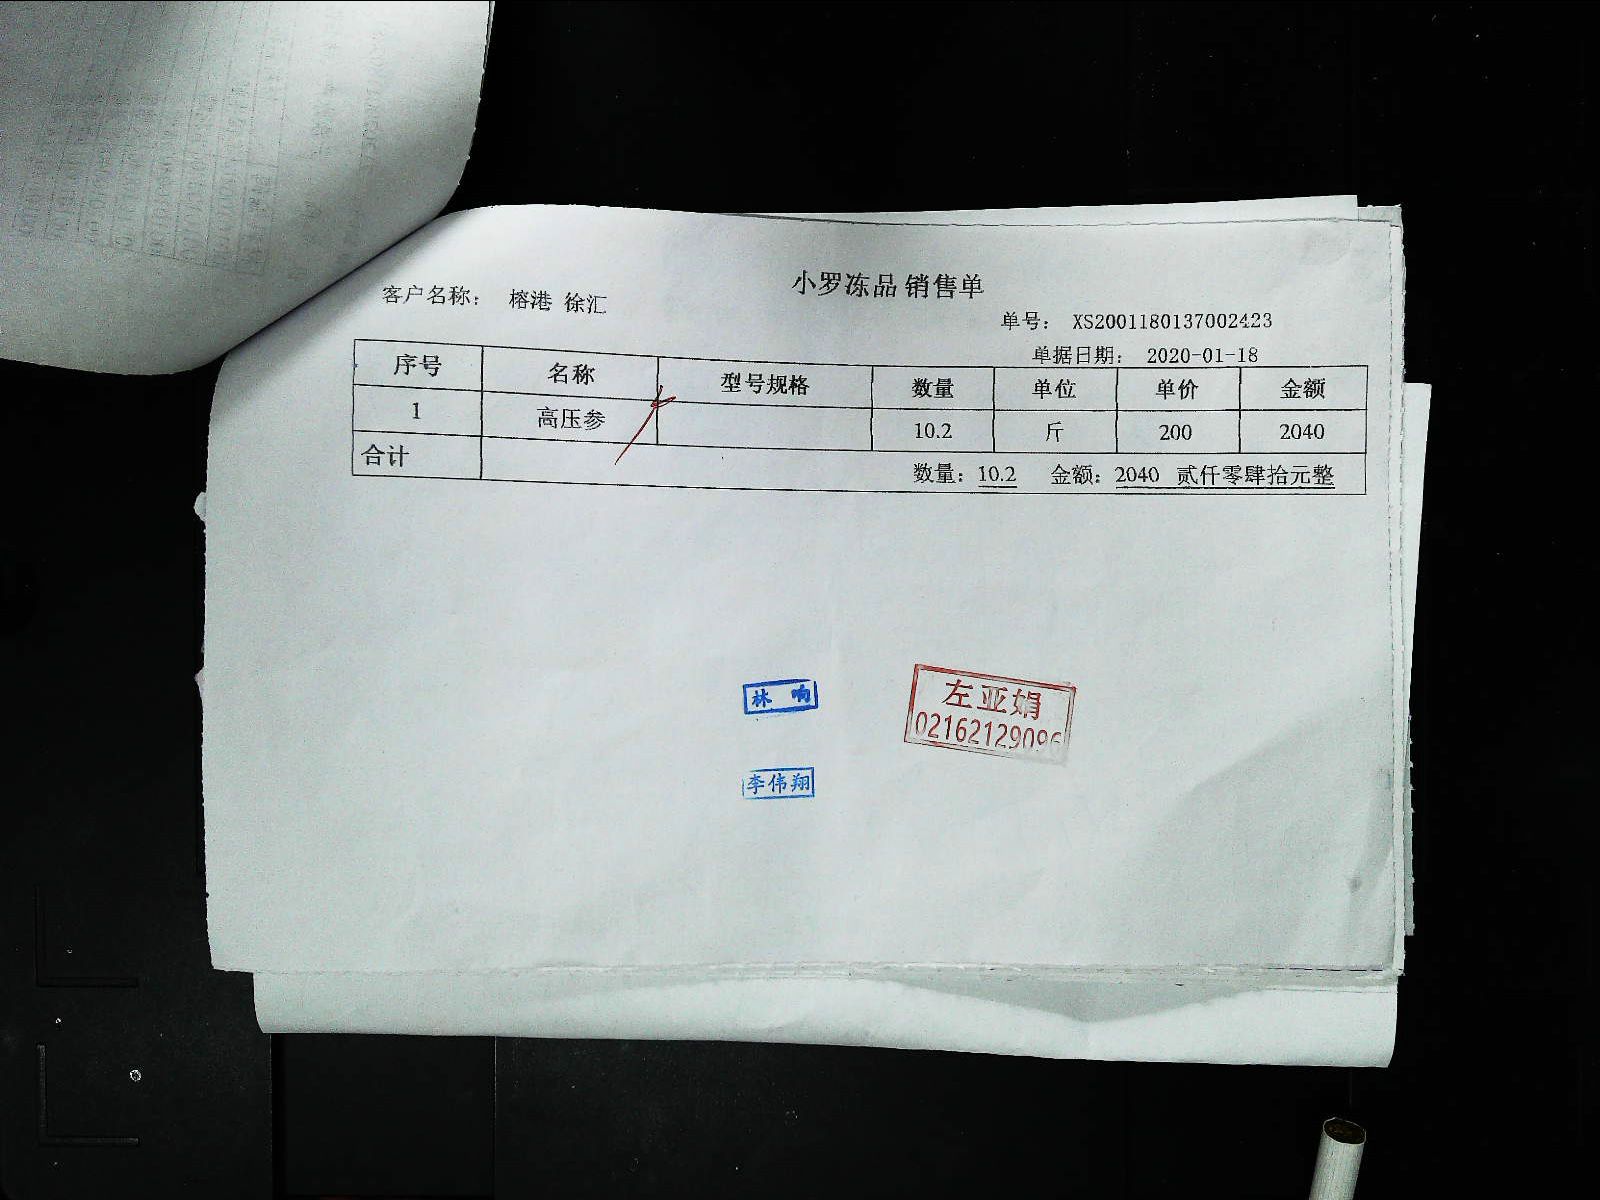 小罗冻品 销售单
客户名称： 榕港 徐汇
单号： XS2001180137002423
单据日期： 2020-01-18
序号 名称 型号规格 数量 单位 单价 金额
1 高压参 10.2 斤 200 2040
合计 数量：10.2 金额：2040 贰仟零肆拾元整
林 响
左亚娟
02162129096
李伟翔